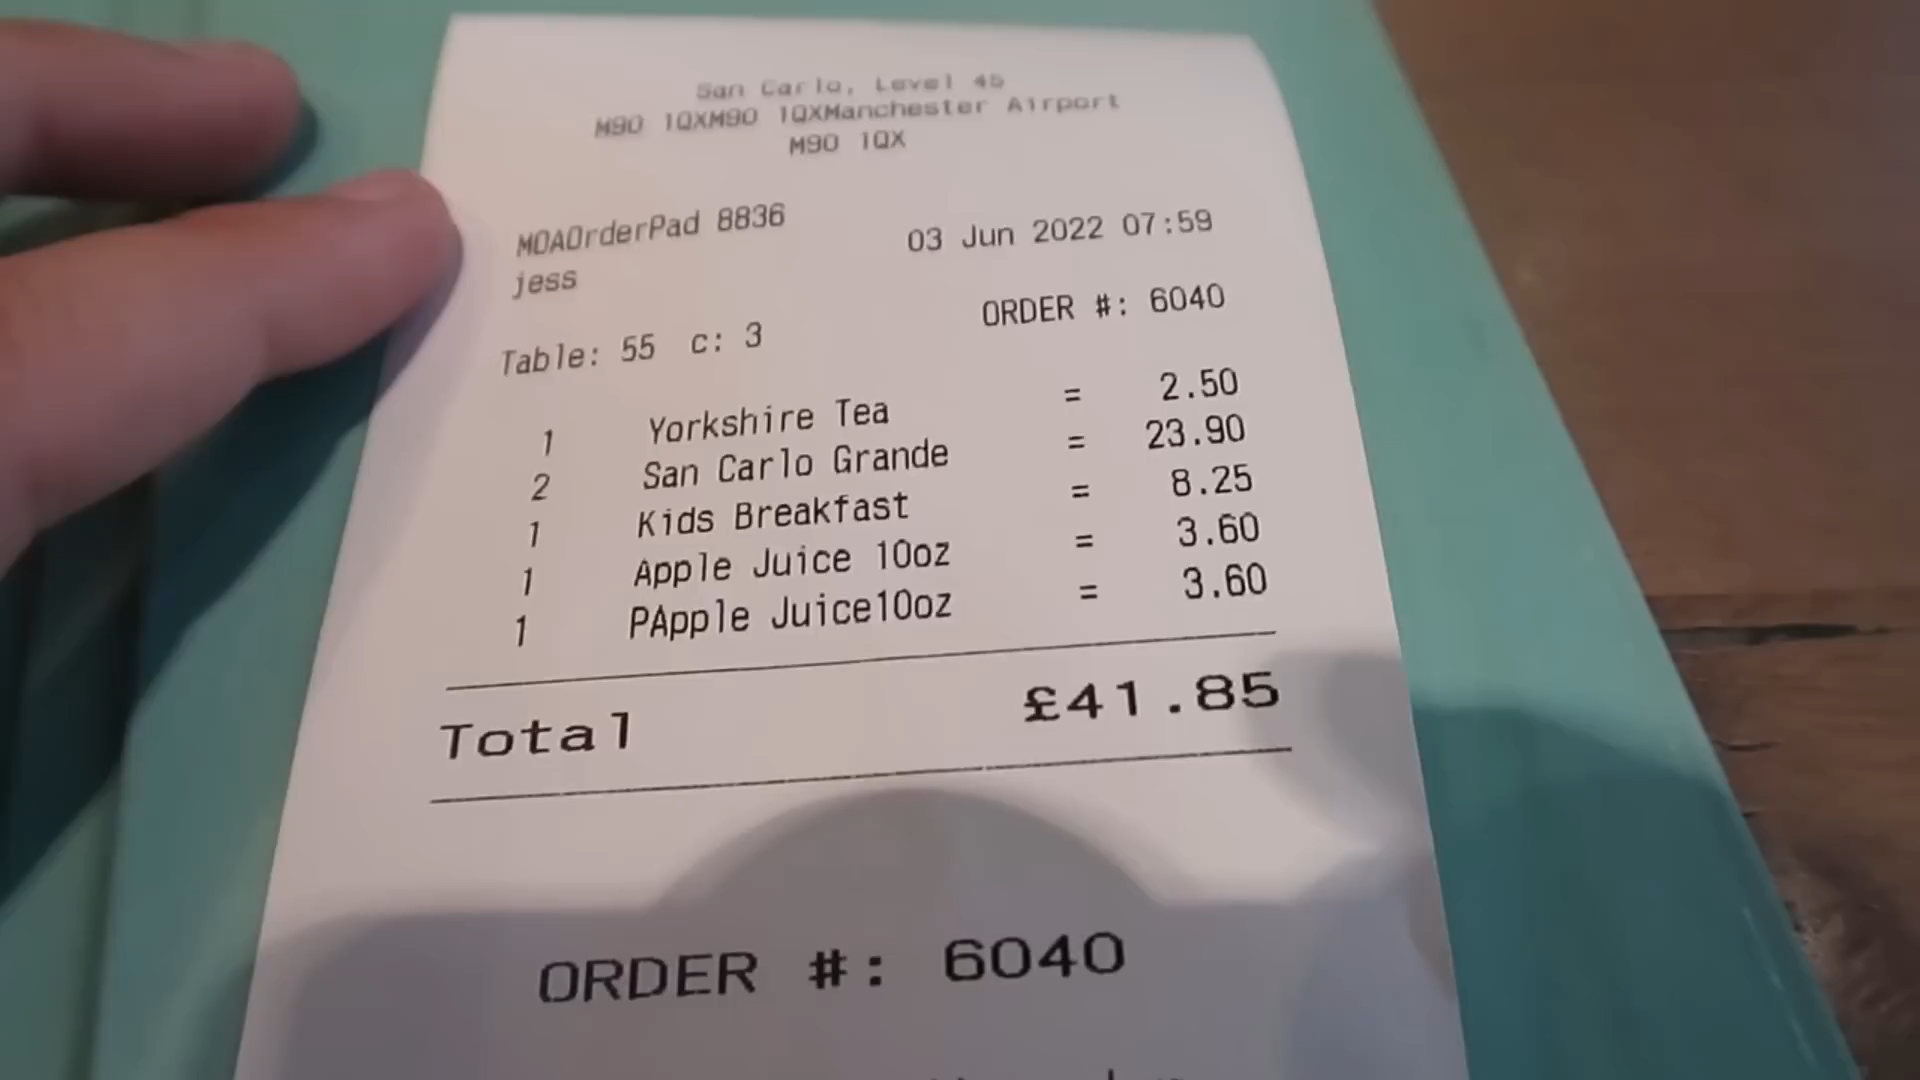 San Carlo, Level 45
M90 1QXM90 1QXManchester Airport
M90 1QX
MOAOrderPad 8836
03 Jun 2022 07:59
jess
ORDER #: 6040
Table: 55 c: 3
1 Yorkshire Tea = 2.50
2 San Carlo Grande = 23.90
1 Kids Breakfast = 8.25
1 Apple Juice 10oz = 3.60
1 PApple Juice10oz = 3.60
Total £41.85
ORDER #: 6040